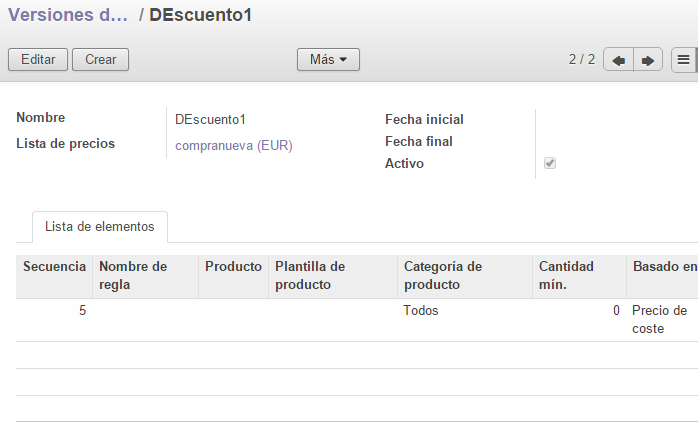 Versiones d... / DEscuento1
Editar Crear Más 2 / 2
Nombre DEscuento1 Fecha inicial
Lista de precios compranueva (EUR) Fecha final
Activo
Lista de elementos
Secuencia Nombre de regla Producto Plantilla de producto Categoría de producto Cantidad mín. Basado en
5 Todos 0 Precio de coste